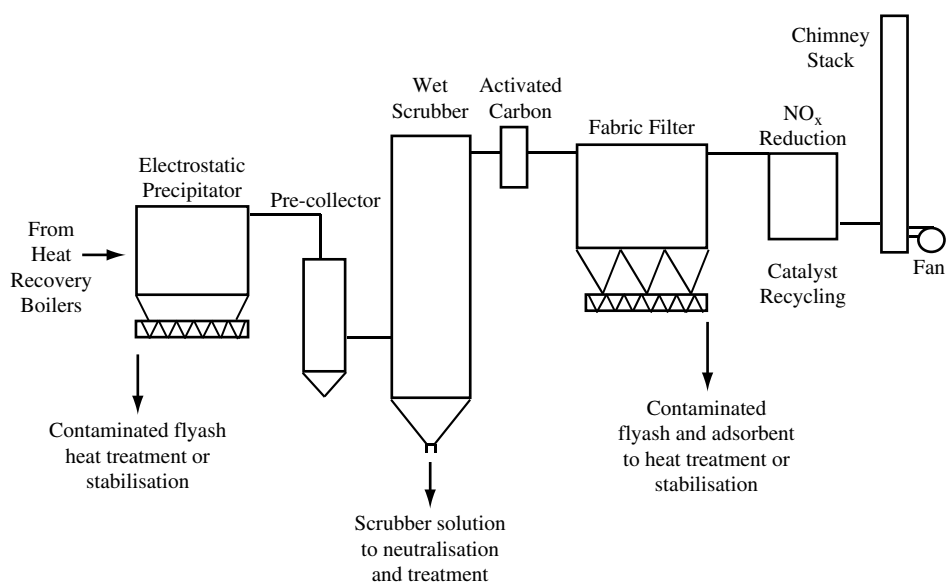 Chimney
Stack
Wet
Scrubber
Activated
Carbon
Fabric Filter
NOx
Reduction
Electrostatic
Precipitator
Pre-collector
From
Heat
Recovery
Boilers
Catalyst
Recycling
Fan
Contaminated flyash
heat treatment or
stabilisation
Contaminated
flyash and adsorbent
to heat treatment or
stabilisation
Scrubber solution
to neutralisation
and treatment